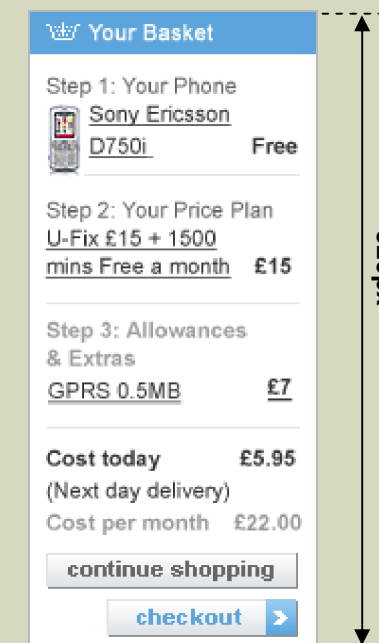 Your Basket
Step 1: Your Phone
Sony Ericsson
D750i Free
Step 2: Your Price Plan
U-Fix £15 + 1500
mins Free a month £15
Step 3: Allowances
& Extras
GPRS 0.5MB £7
Cost today £5.95
(Next day delivery)
Cost per month £22.00
continue shopping
checkout